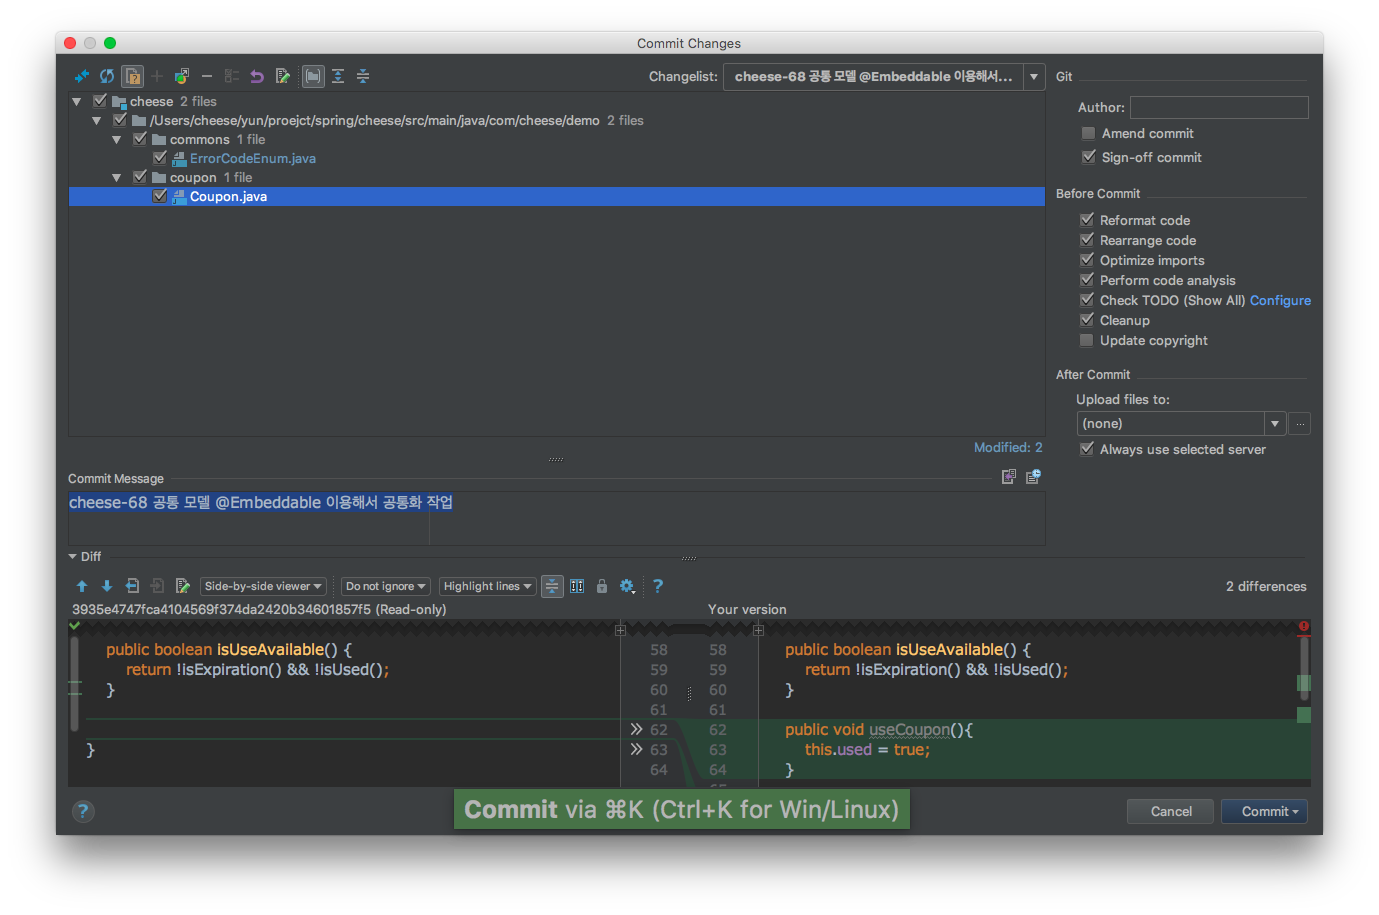 Commit Changes
Changelist: cheese-68 공통 모델 @Embeddable 이용해서...
cheese 2 files
/Users/cheese/yun/proejct/spring/cheese/src/main/java/com/cheese/demo 2 files
commons 1 file
ErrorCodeEnum.java
coupon 1 file
Coupon.java
Modified: 2
Git
Author:
Amend commit
Sign-off commit
Before Commit
Reformat code
Rearrange code
Optimize imports
Perform code analysis
Check TODO (Show All) Configure
Cleanup
Update copyright
After Commit
Upload files to:
(none)
...
Always use selected server
Commit Message
cheese-68 공통 모델 @Embeddable 이용해서 공통화 작업
Diff
Side-by-side viewer
Do not ignore
Highlight lines
?
2 differences
3935e4747fca4104569f374da2420b34601857f5 (Read-only)
Your version
public boolean isUseAvailable() { 58 58 public boolean isUseAvailable() {
return !isExpiration() && !isUsed(); 59 59 return !isExpiration() && !isUsed();
} 60 60 }
61 61
62 62 public void useCoupon(){
} 63 63 this.used = true;
64 64 }
?
Commit via ⌘K (Ctrl+K for Win/Linux)
Cancel
Commit